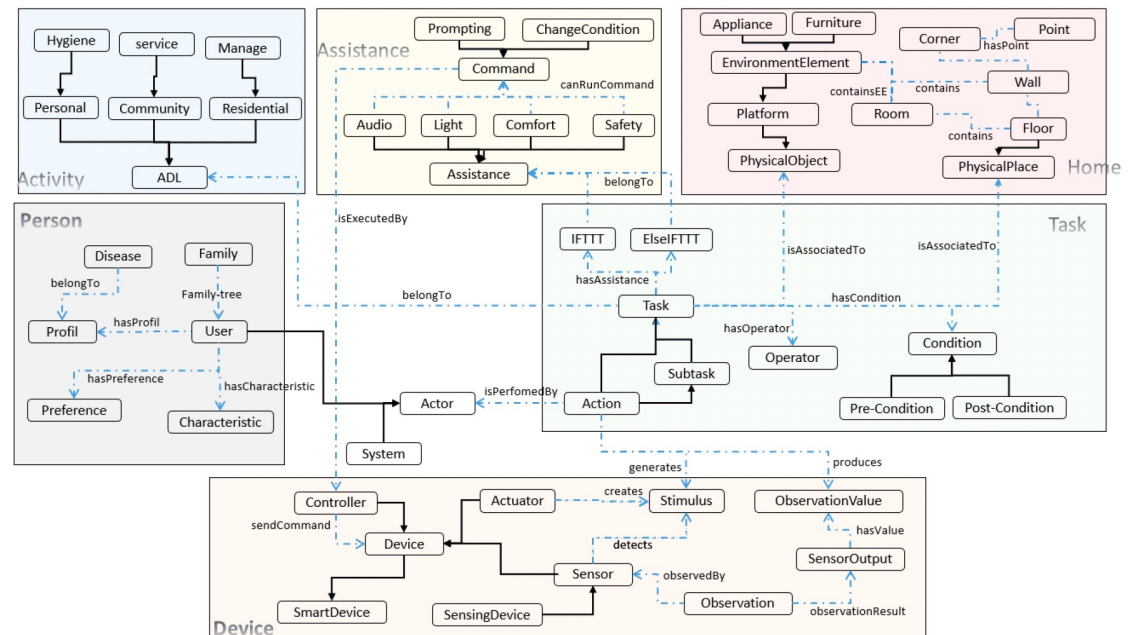 Hygiene
service
Manage
Personal
Community
Residential
ADL
Activity
Assistance
Prompting
ChangeCondition
Command
canRunCommand
Audio
Light
Comfort
Safety
Assistance
belongTo
Appliance
Furniture
Corner
hasPoint
Point
EnvironmentElement
containsEE
contains
Wall
Platform
Room
contains
Floor
PhysicalObject
PhysicalPlace
Home
Person
Disease
Family
belongTo
Family-tree
Profil
hasProfil
User
hasPreference
hasCharacteristic
Preference
Characteristic
isExecutedBy
belongTo
Actor
isPerfomedBy
System
Task
IFTTT
ElseIFTTT
hasAssistance
isAssociatedTo
isAssociatedTo
Task
hasCondition
hasOperator
Operator
Condition
Subtask
Action
Pre-Condition
Post-Condition
generates
produces
Controller
Actuator
creates
Stimulus
ObservationValue
sendCommand
Device
detects
hasValue
SensorOutput
Sensor
observedBy
SmartDevice
SensingDevice
Observation
observationResult
Device